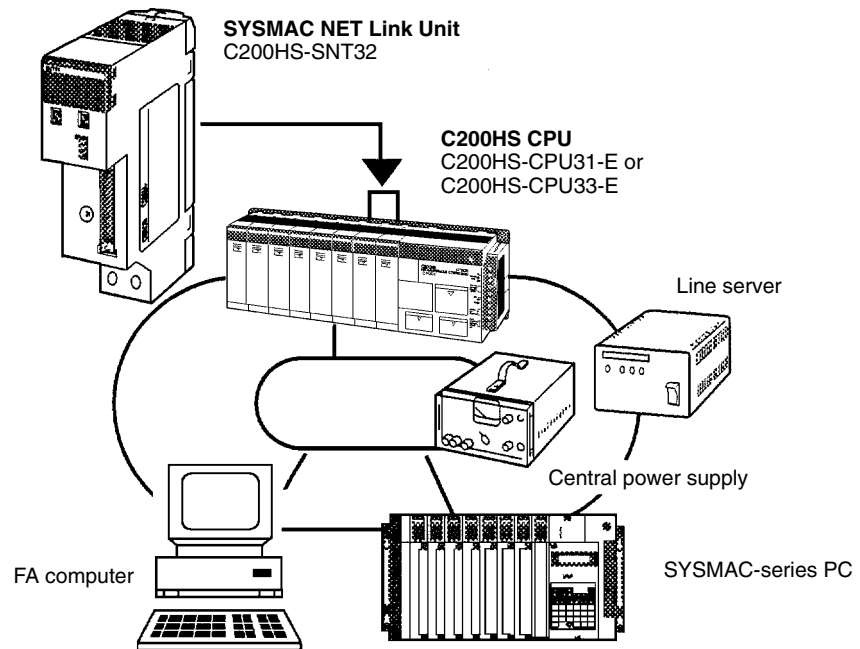 SYSMAC NET Link Unit
C200HS-SNT32
C200HS CPU
C200HS-CPU31-E or
C200HS-CPU33-E
Line server
Central power supply
FA computer
SYSMAC-series PC